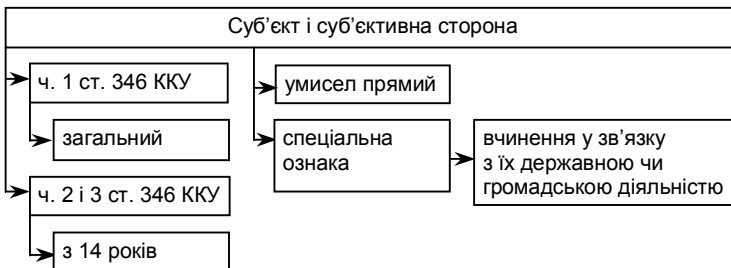 Суб’єкт і суб’єктивна сторона
ч. 1 ст. 346 ККУ
загальний
ч. 2 і 3 ст. 346 ККУ
з 14 років
умисел прямий
спеціальна
ознака
вчинення у зв’язку
з їх державною чи
громадською діяльністю